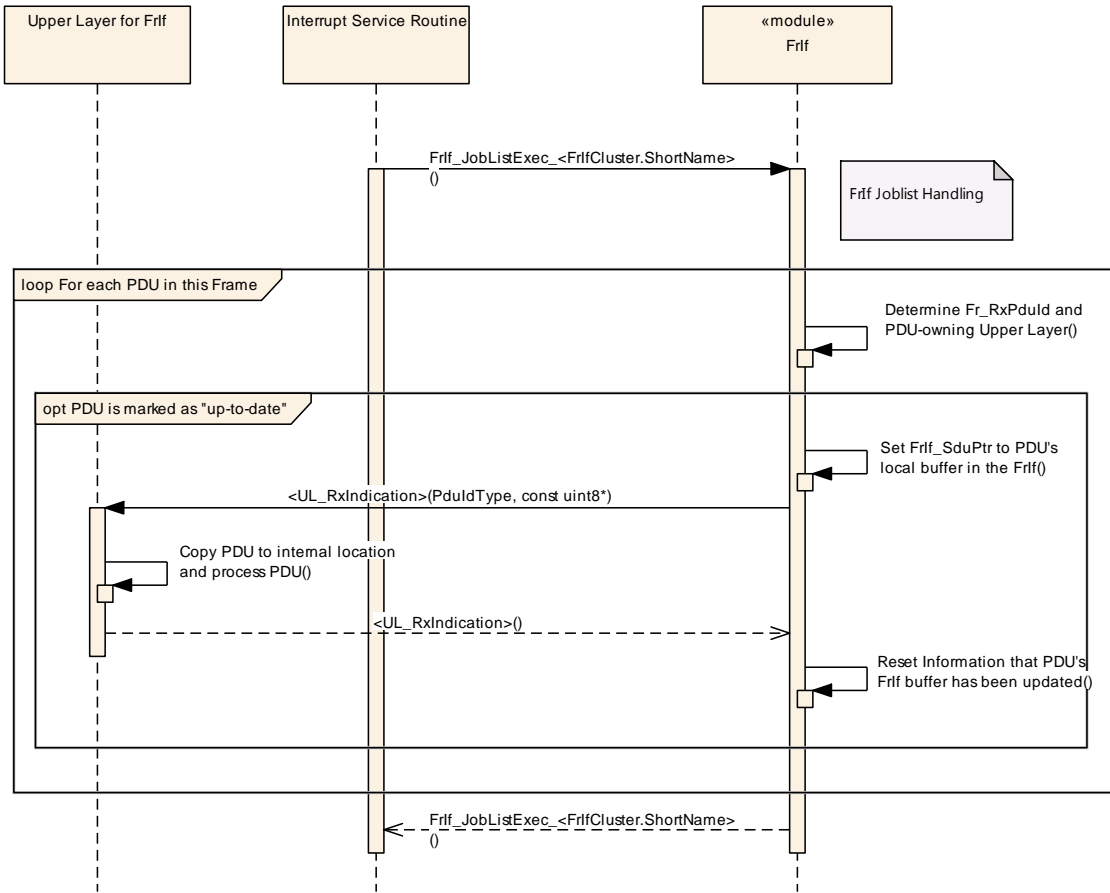 Upper Layer for FrIf
Interrupt Service Routine
«module»
FrIf
FrIf_JobListExec_<FrIfCluster.ShortName>
()
FrIf Joblist Handling
loop For each PDU in this Frame
Determine Fr_RxPduId and
PDU-owning Upper Layer()
opt PDU is marked as "up-to-date"
Set FrIf_SduPtr to PDU's
local buffer in the FrIf()
<UL_RxIndication>(PduIdType, const uint8*)
Copy PDU to internal location
and process PDU()
<UL_RxIndication>()
Reset Information that PDU's
FrIf buffer has been updated()
FrIf_JobListExec_<FrIfCluster.ShortName>
()